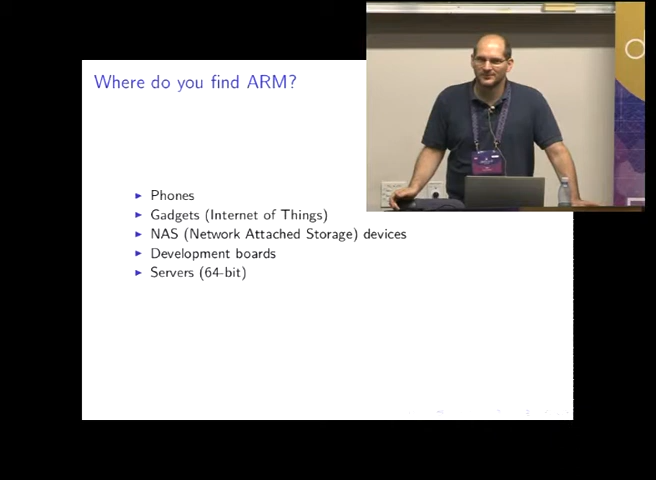 Where do you find ARM?
Phones
Gadgets (Internet of Things)
NAS (Network Attached Storage) devices
Development boards
Servers (64-bit)